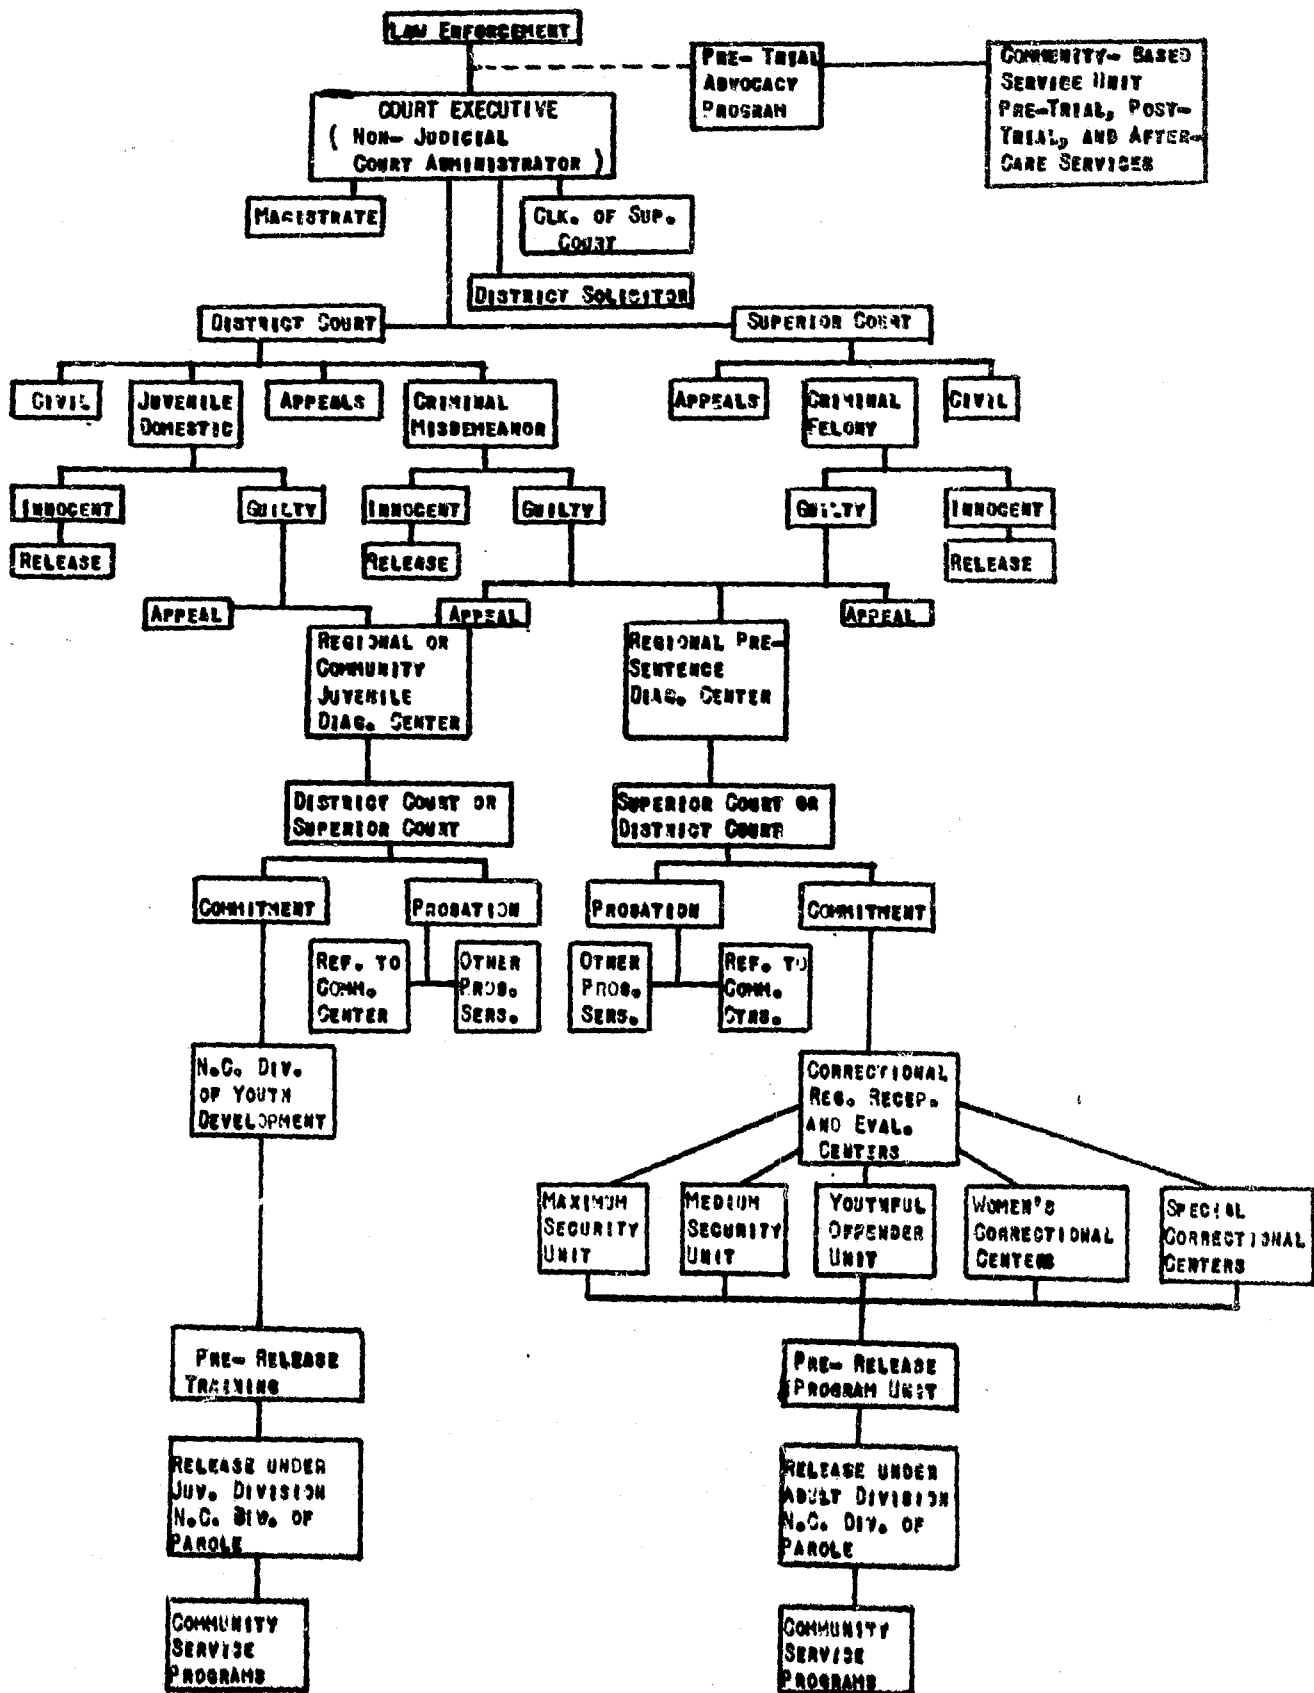 LAW ENFORCEMENT
PRE-TRIAL
ADVOCACY
PROGRAM
COMMUNITY-BASED
SERVICE UNIT
PRE-TRIAL, POST-
TRIAL, AND AFTER-
CARE SERVICES
COURT EXECUTIVE
( NON-JUDICIAL
COURT ADMINISTRATOR )
MAGISTRATE
CLK. OF SUP.
COURT
DISTRICT SOLICITOR
DISTRICT COURT
SUPERIOR COURT
CIVIL
JUVENILE
DOMESTIC
APPEALS
CRIMINAL
MISDEMEANOR
APPEALS
CRIMINAL
FELONY
CIVIL
INNOCENT
GUILTY
INNOCENT
GUILTY
GUILTY
INNOCENT
RELEASE
RELEASE
RELEASE
APPEAL
APPEAL
APPEAL
REGIONAL OR
COMMUNITY
JUVENILE
DIAG. CENTER
REGIONAL PRE-
SENTENCE
DIAG. CENTER
DISTRICT COURT OR
SUPERIOR COURT
SUPERIOR COURT OR
DISTRICT COURT
COMMITMENT
PROBATION
PROBATION
COMMITMENT
REF. TO
COMM.
CENTER
OTHER
PROB.
SERS.
OTHER
PROB.
SERS.
REF. TO
COMM.
CTRS.
N.C. DIV.
OF YOUTH
DEVELOPMENT
CORRECTIONAL
REG. RECEP.
AND EVAL.
CENTERS
MAXIMUM
SECURITY
UNIT
MEDIUM
SECURITY
UNIT
YOUTHFUL
OFFENDER
UNIT
WOMEN'S
CORRECTIONAL
CENTERS
SPECIAL
CORRECTIONAL
CENTERS
PRE-RELEASE
TRAINING
PRE-RELEASE
PROGRAM UNIT
RELEASE UNDER
JUV. DIVISION
N.C. DIV. OF
PAROLE
RELEASE UNDER
ADULT DIVISION
N.C. DIV. OF
PAROLE
COMMUNITY
SERVICE
PROGRAMS
COMMUNITY
SERVICE
PROGRAMS